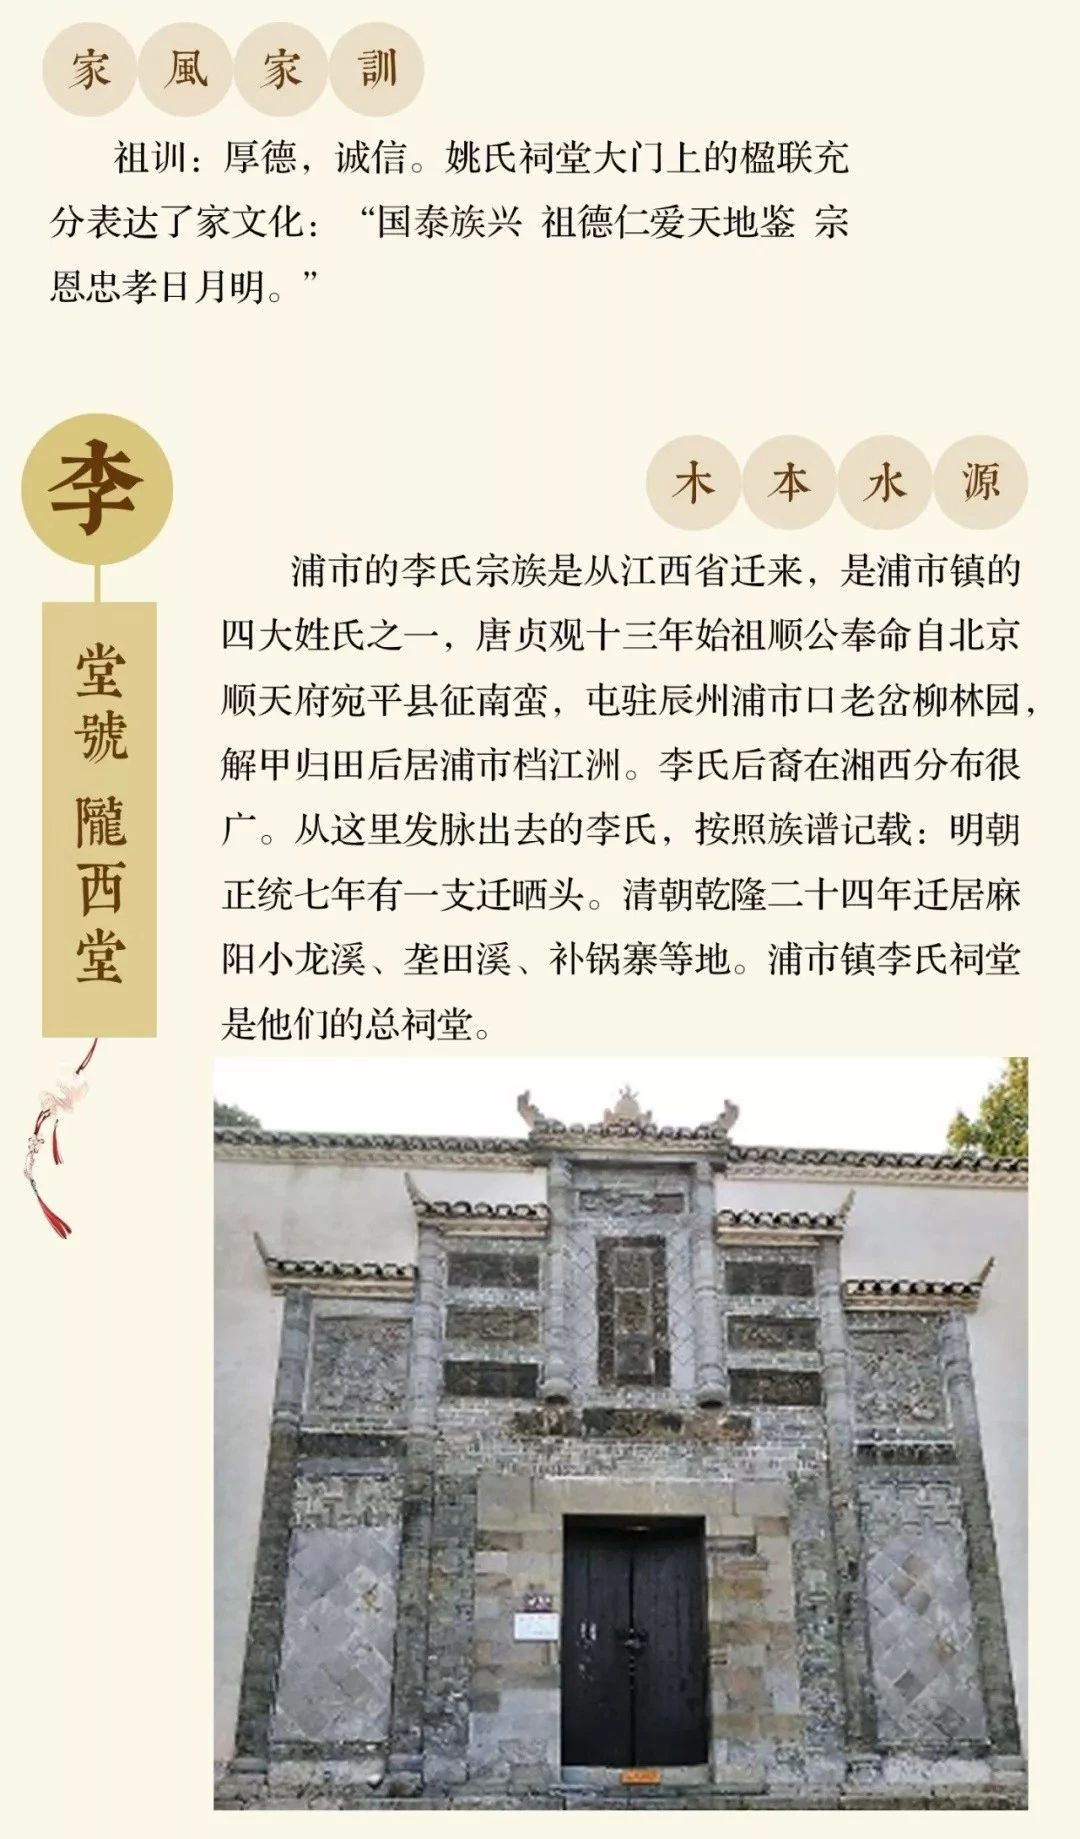 家風家訓
祖训：厚德，诚信。姚氏祠堂大门上的楹联充
分表达了家文化：“国泰族兴 祖德仁爱天地鉴 宗
恩忠孝日月明。”
李
堂號 隴西堂
木本水源
浦市的李氏宗族是从江西省迁来，是浦市镇的
四大姓氏之一，唐贞观十三年始祖顺公奉命自北京
顺天府宛平县征南蛮，屯驻辰州浦市口老岔柳林园，
解甲归田后居浦市档江洲。李氏后裔在湘西分布很
广。从这里发脉出去的李氏，按照族谱记载：明朝
正统七年有一支迁晒头。清朝乾隆二十四年迁居麻
阳小龙溪、垄田溪、补锅寨等地。浦市镇李氏祠堂
是他们的总祠堂。